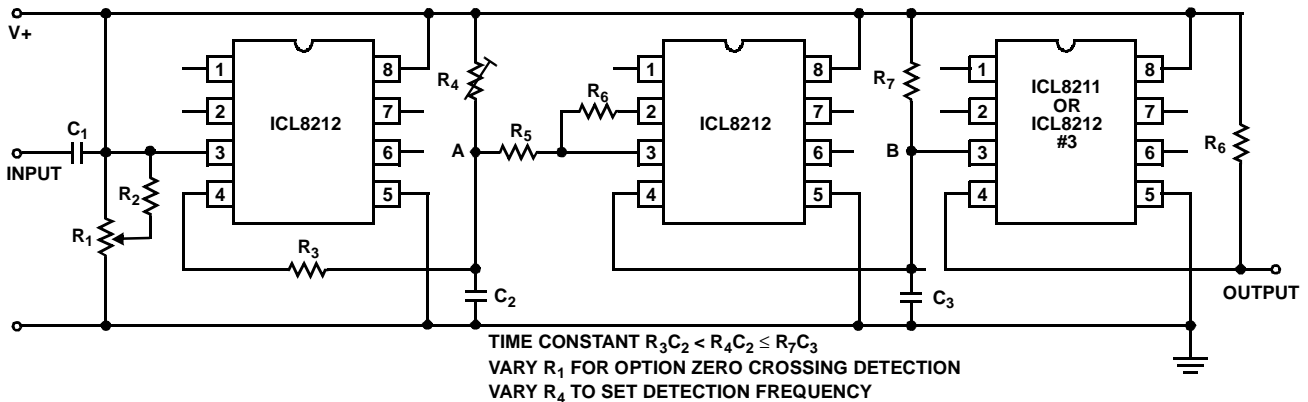 V+
INPUT
C1
R1
R2
1
2
3
4
ICL8212
8
7
6
5
R3
R4
A
C2
R5
R6
1
2
3
4
ICL8212
8
7
6
5
R7
B
C3
1
2
3
4
ICL8211
OR
ICL8212
#3
8
7
6
5
R6
OUTPUT
TIME CONSTANT R3C2 < R4C2 ≤ R7C3
VARY R1 FOR OPTION ZERO CROSSING DETECTION
VARY R4 TO SET DETECTION FREQUENCY